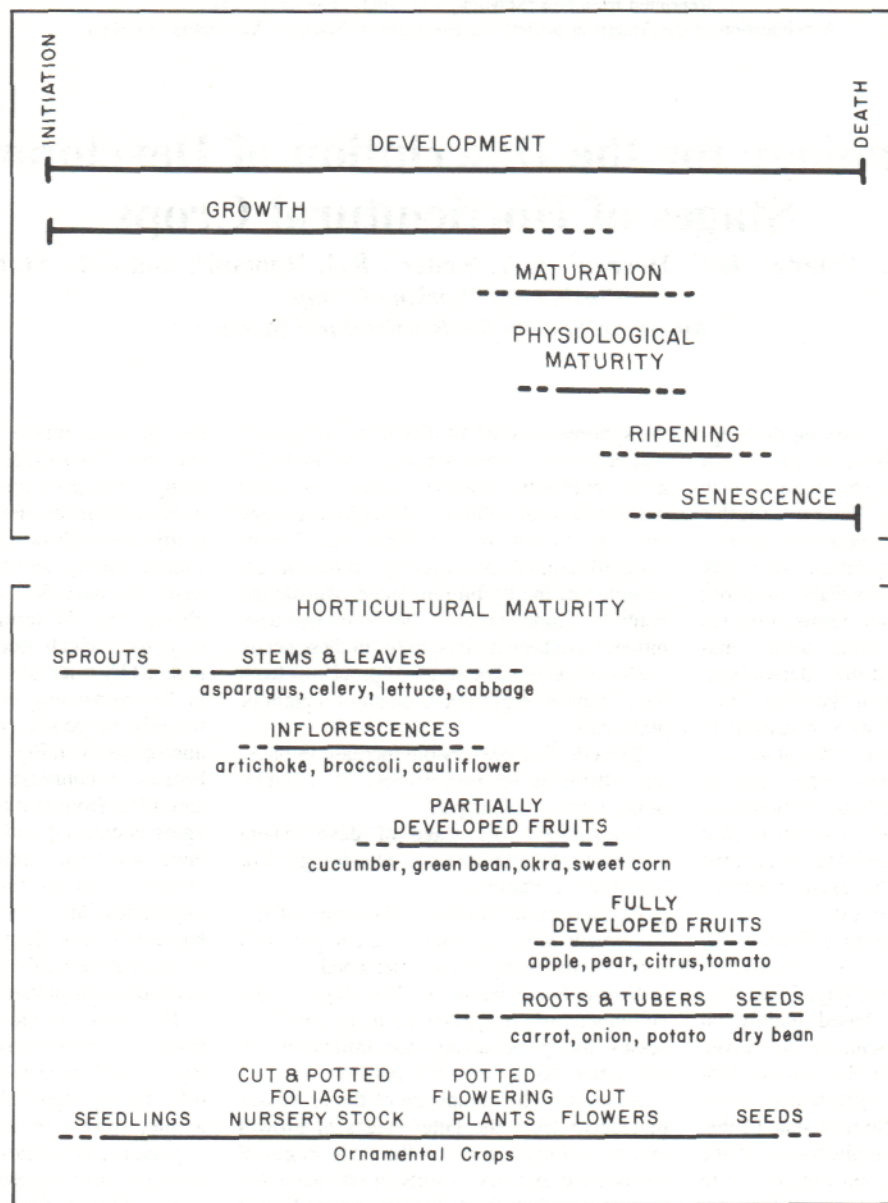 INITIATION
DEATH
DEVELOPMENT
GROWTH
MATURATION
PHYSIOLOGICAL
MATURITY
RIPENING
SENESCENCE
HORTICULTURAL MATURITY
SPROUTS STEMS & LEAVES
asparagus, celery, lettuce, cabbage
INFLORESCENCES
artichoke, broccoli, cauliflower
PARTIALLY
DEVELOPED FRUITS
cucumber, green bean, okra, sweet corn
FULLY
DEVELOPED FRUITS
apple, pear, citrus, tomato
ROOTS & TUBERS SEEDS
carrot, onion, potato dry bean
CUT & POTTED
FOLIAGE
NURSERY STOCK
POTTED
FLOWERING
PLANTS
CUT
FLOWERS
SEEDLINGS
SEEDS
Ornamental Crops